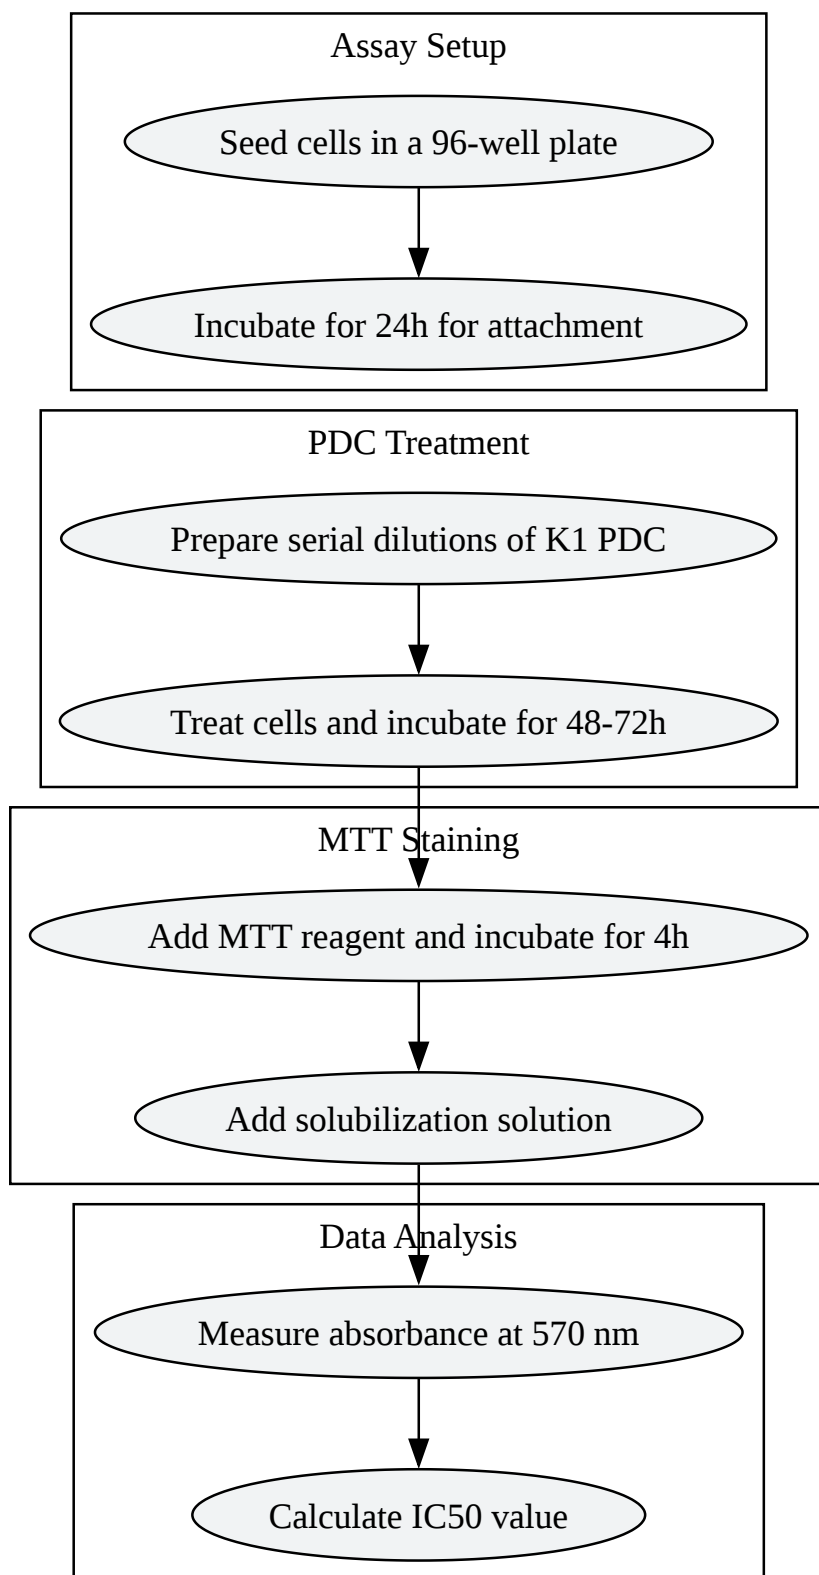 Assay Setup
Seed cells in a 96-well plate
Incubate for 24h for attachment
PDC Treatment
Prepare serial dilutions of K1 PDC
Treat cells and incubate for 48-72h
MTT Staining
Add MTT reagent and incubate for 4h
Add solubilization solution
Data Analysis
Measure absorbance at 570 nm
Calculate IC50 value